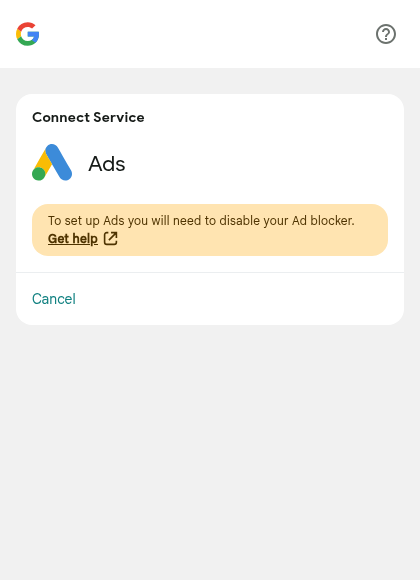 Connect Service
Ads
To set up Ads you will need to disable your Ad blocker.
Get help
Cancel